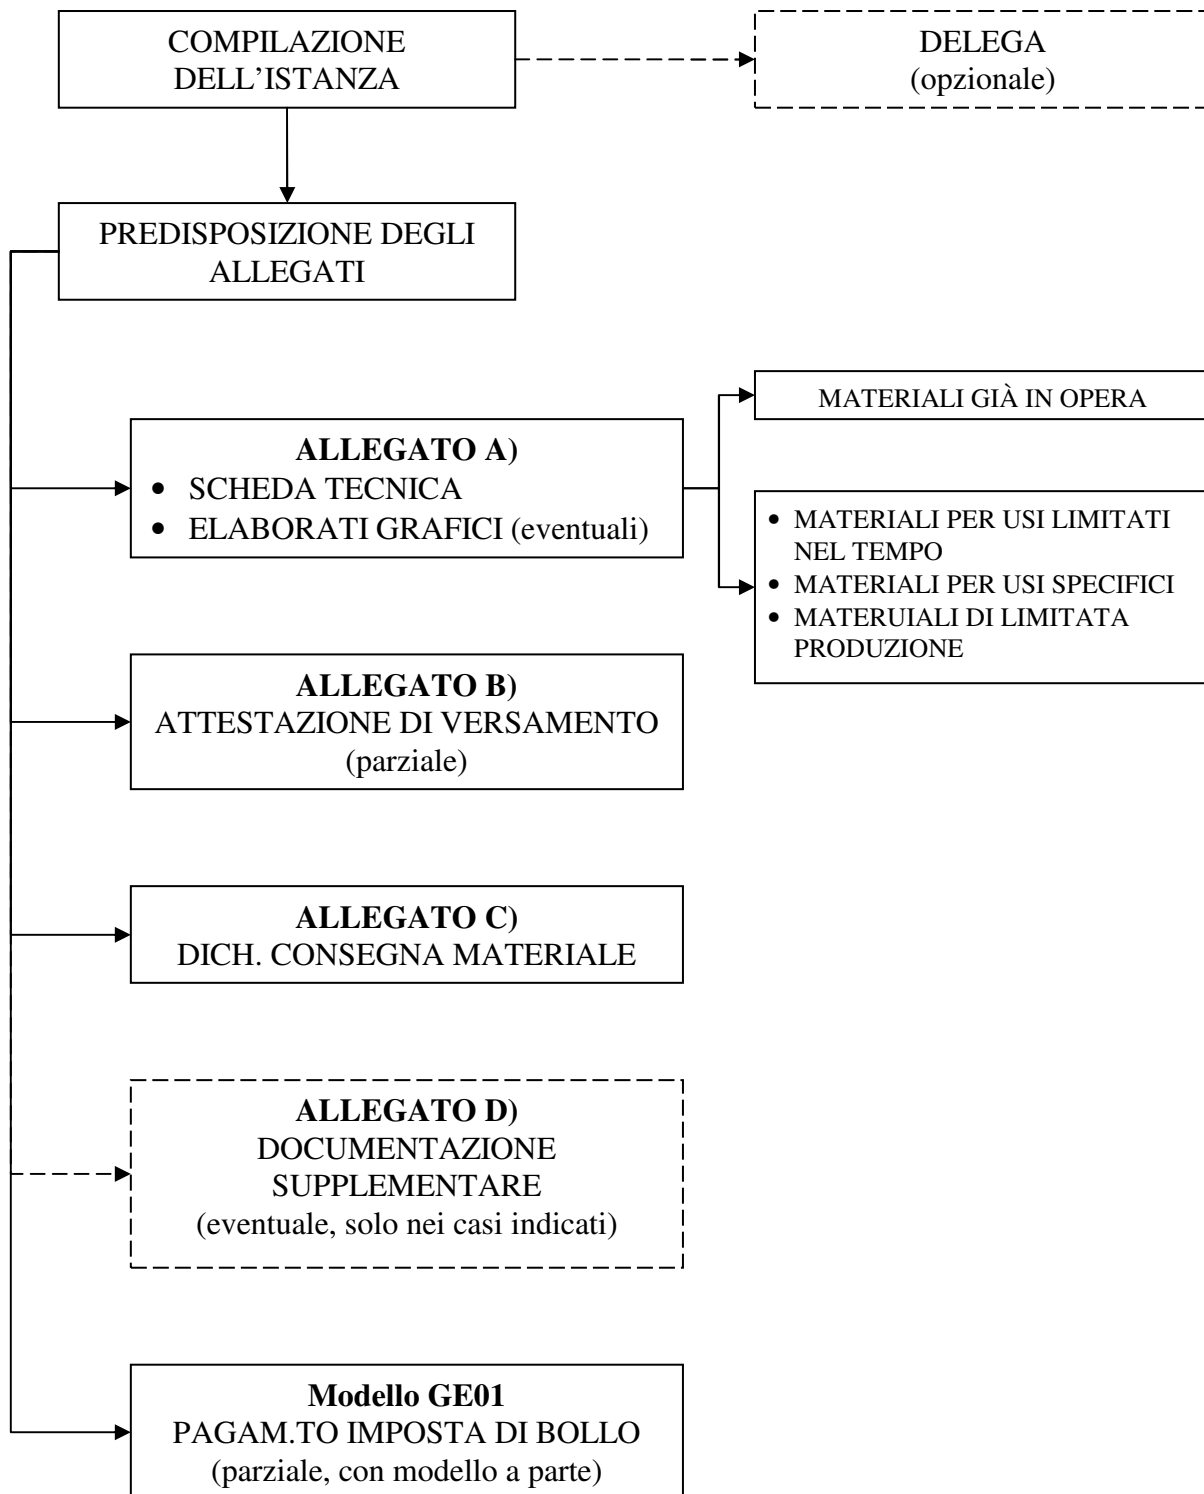 COMPILAZIONE
DELL’ISTANZA
DELEGA
(opzionale)
PREDISPOSIZIONE DEGLI
ALLEGATI
MATERIALI GIÀ IN OPERA
ALLEGATO A)
• SCHEDA TECNICA
• ELABORATI GRAFICI (eventuali)
• MATERIALI PER USI LIMITATI
NEL TEMPO
• MATERIALI PER USI SPECIFICI
• MATERUIALI DI LIMITATA
PRODUZIONE
ALLEGATO B)
ATTESTAZIONE DI VERSAMENTO
(parziale)
ALLEGATO C)
DICH. CONSEGNA MATERIALE
ALLEGATO D)
DOCUMENTAZIONE
SUPPLEMENTARE
(eventuale, solo nei casi indicati)
Modello GE01
PAGAM.TO IMPOSTA DI BOLLO
(parziale, con modello a parte)